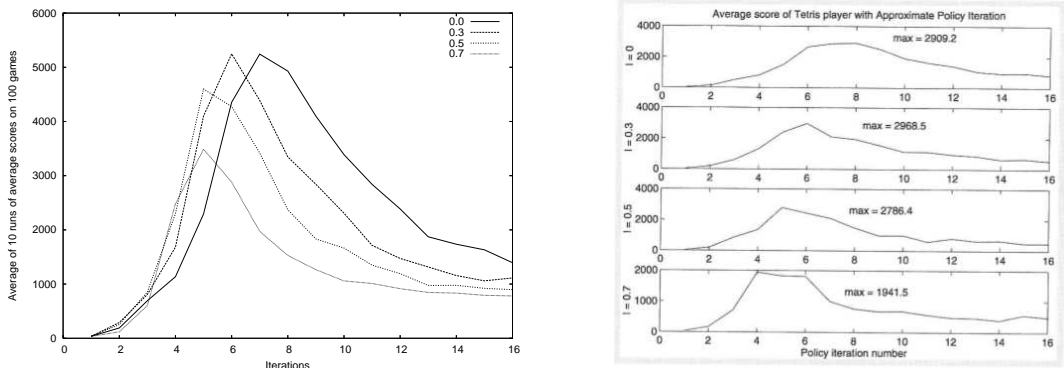 6000
5000
4000
3000
2000
1000
0
Average of 10 runs of average scores on 100 games
0.0
0.3
0.5
0.7
0 2 4 6 8 10 12 14 16
Iterations
Average score of Tetris player with Approximate Policy Iteration
4000
2000
0
l = 0
max = 2909.2
0 2 4 6 8 10 12 14 16
4000
2000
0
l = 0.3
max = 2968.5
0 2 4 6 8 10 12 14 16
4000
2000
0
l = 0.5
max = 2786.4
0 2 4 6 8 10 12 14 16
2000
1000
0
l = 0.7
max = 1941.5
0 2 4 6 8 10 12 14 16
Policy iteration number